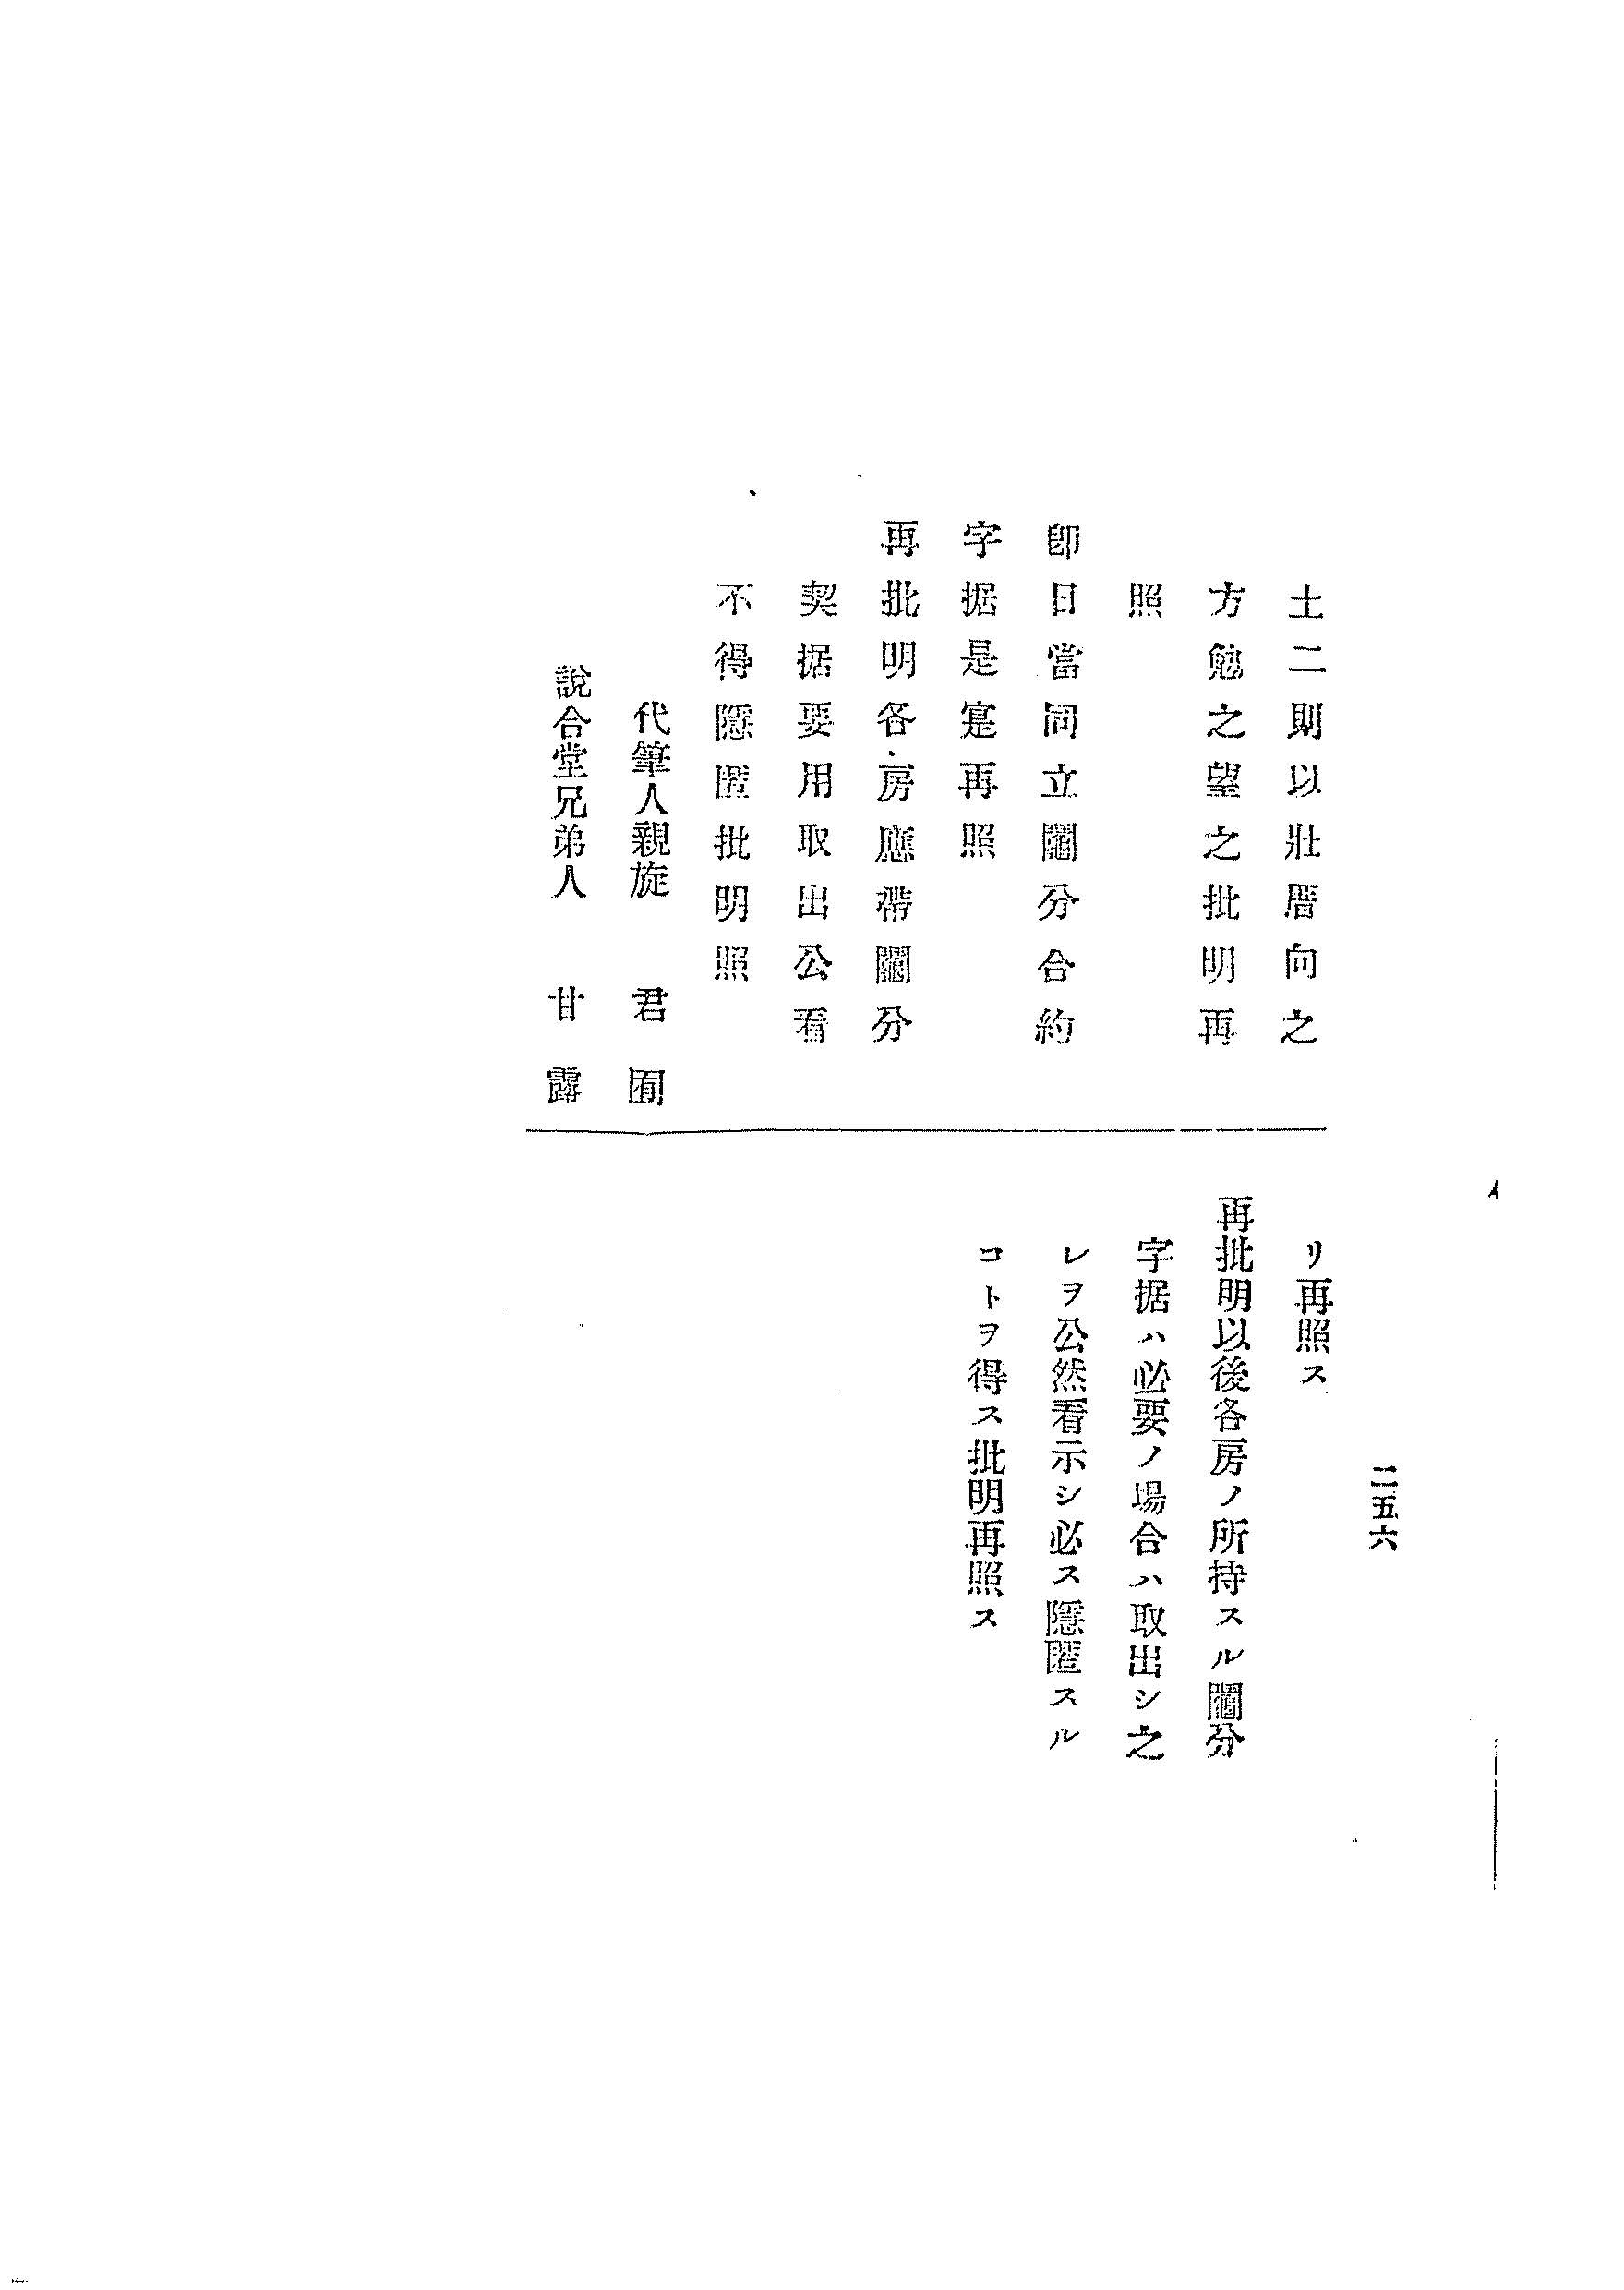 二五六
土二則以壯厝向之
方勉之望之批明再
照
卽日當同立鬮分合約
字据是寔再照
再批明各房應帶鬮分
契据要用取出公看
不得隱匿批明照
代筆人親旋 君
說合堂兄弟人 甘露
リ再照ス
再批明以後各房ノ所持スル鬮分
字据ハ必要ノ場合ハ取出シ之
レヲ公然看示シ必ス隱匿スル
コトヲ得ス批明再照ス